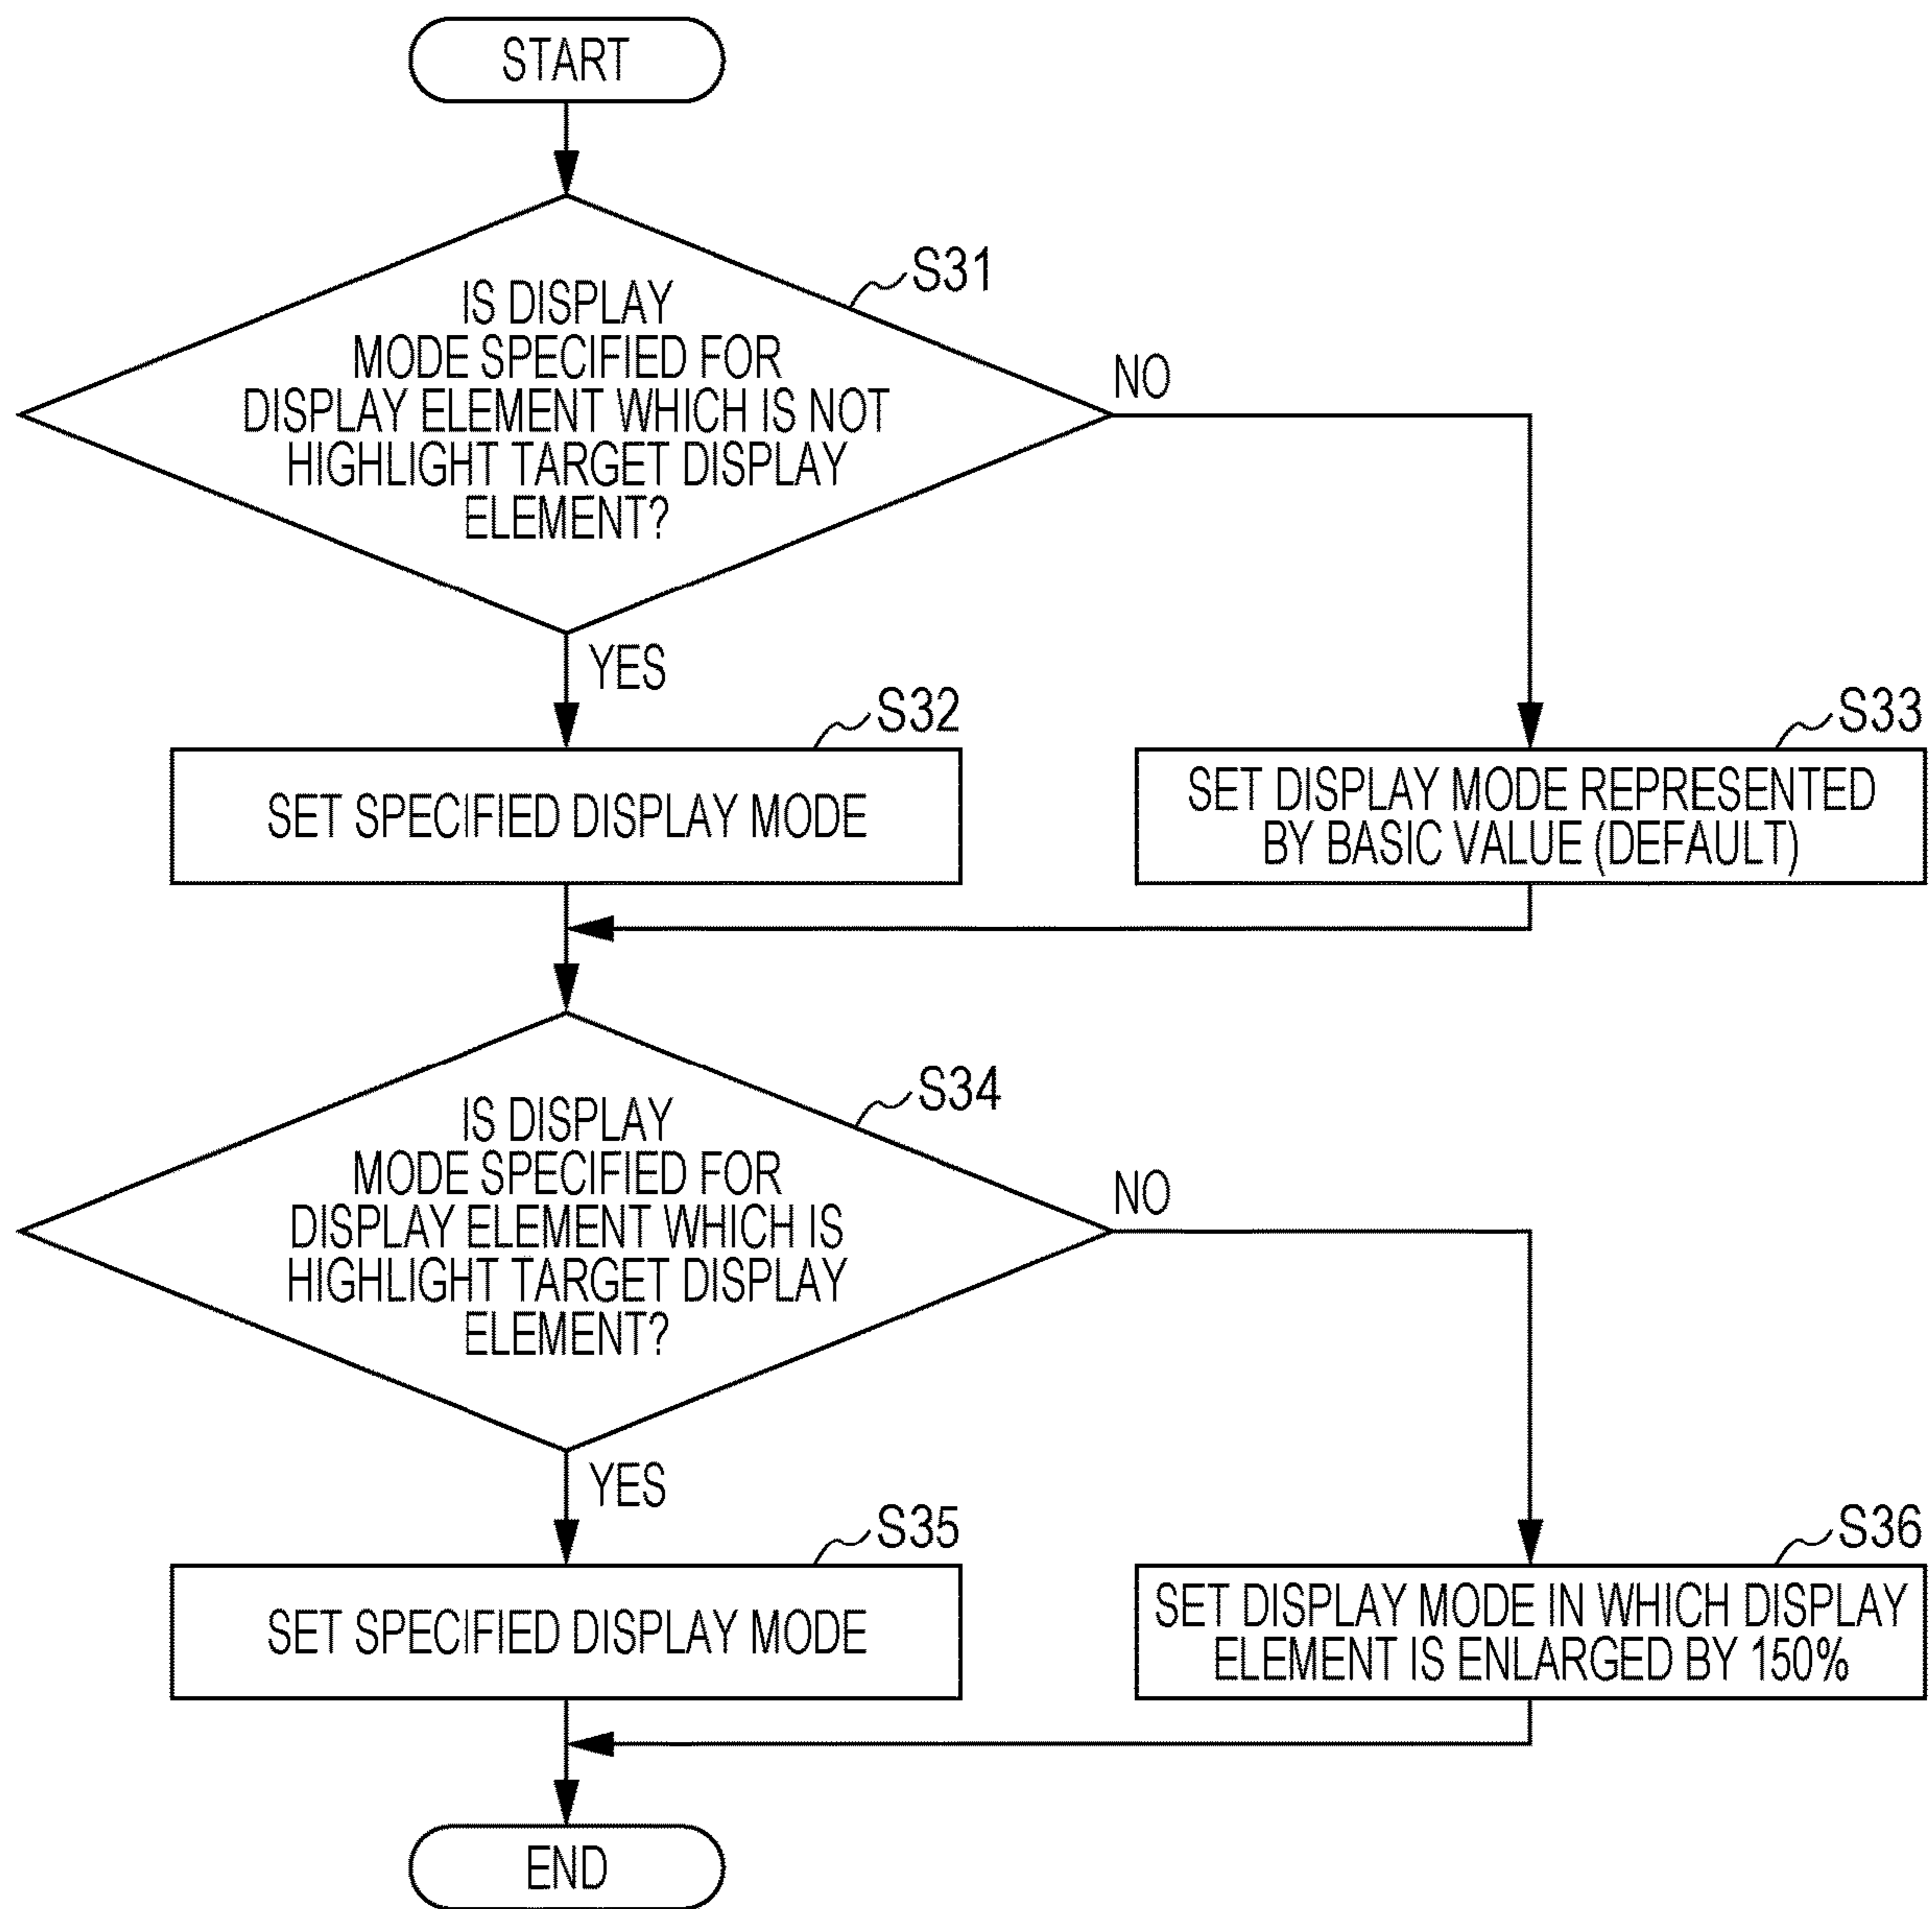 START
S31
IS DISPLAY
MODE SPECIFIED FOR
DISPLAY ELEMENT WHICH IS NOT
HIGHLIGHT TARGET DISPLAY
ELEMENT?
NO
YES
S32
SET SPECIFIED DISPLAY MODE
S33
SET DISPLAY MODE REPRESENTED
BY BASIC VALUE (DEFAULT)
S34
IS DISPLAY
MODE SPECIFIED FOR
DISPLAY ELEMENT WHICH IS
HIGHLIGHT TARGET DISPLAY
ELEMENT?
NO
YES
S35
SET SPECIFIED DISPLAY MODE
S36
SET DISPLAY MODE IN WHICH DISPLAY
ELEMENT IS ENLARGED BY 150%
END